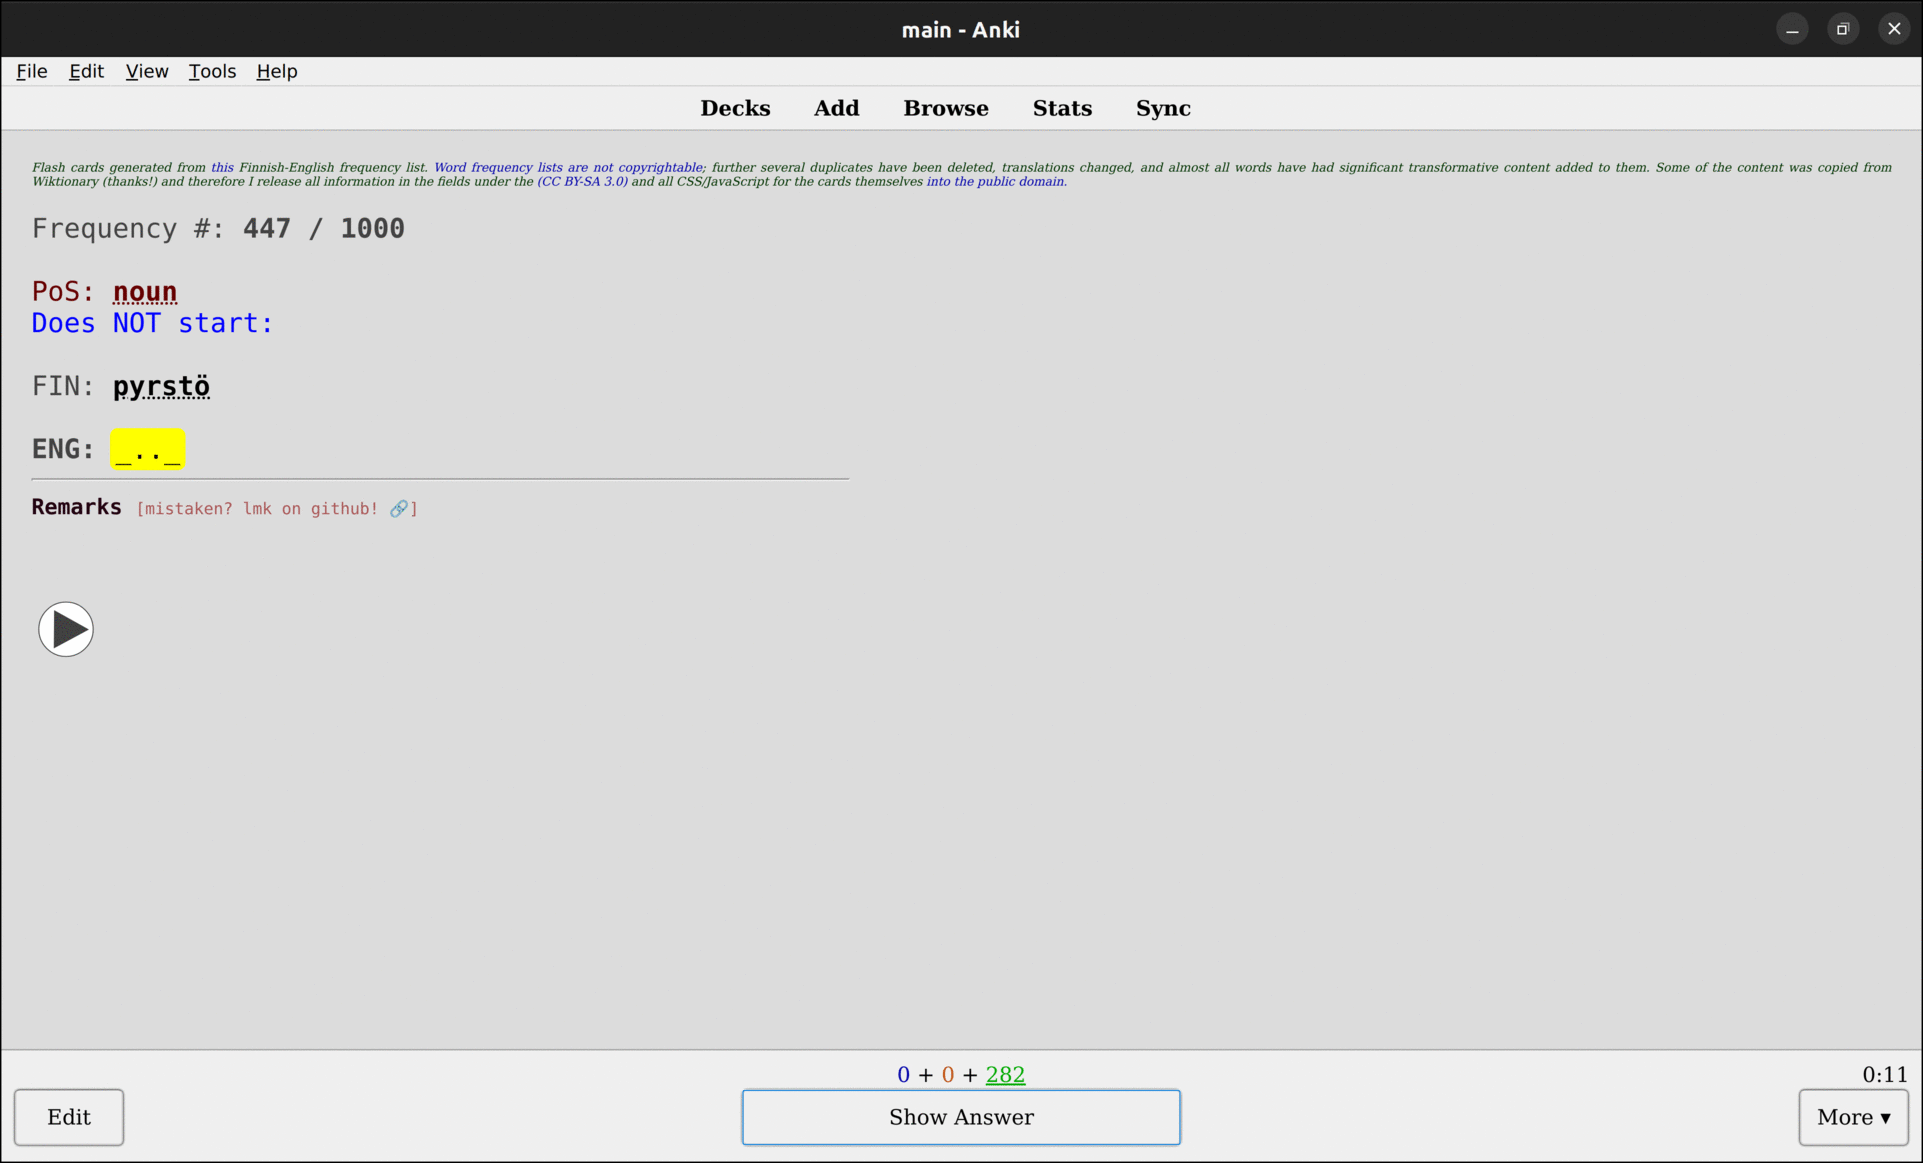 main - Anki
File Edit View Tools Help
Decks Add Browse Stats Sync
Flash cards generated from this Finnish-English frequency list. Word frequency lists are not copyrightable; further several duplicates have been deleted, translations changed, and almost all words have had significant transformative content added to them. Some of the content was copied from
Wiktionary (thanks!) and therefore I release all information in the fields under the (CC BY-SA 3.0) and all CSS/JavaScript for the cards themselves into the public domain.
Frequency #: 447 / 1000
PoS: noun
Does NOT start:
FIN: pyrstö
ENG: _.._
Remarks [mistaken? lmk on github! 🔗]
0 + 0 + 282
0:11
Edit
Show Answer
More ▾